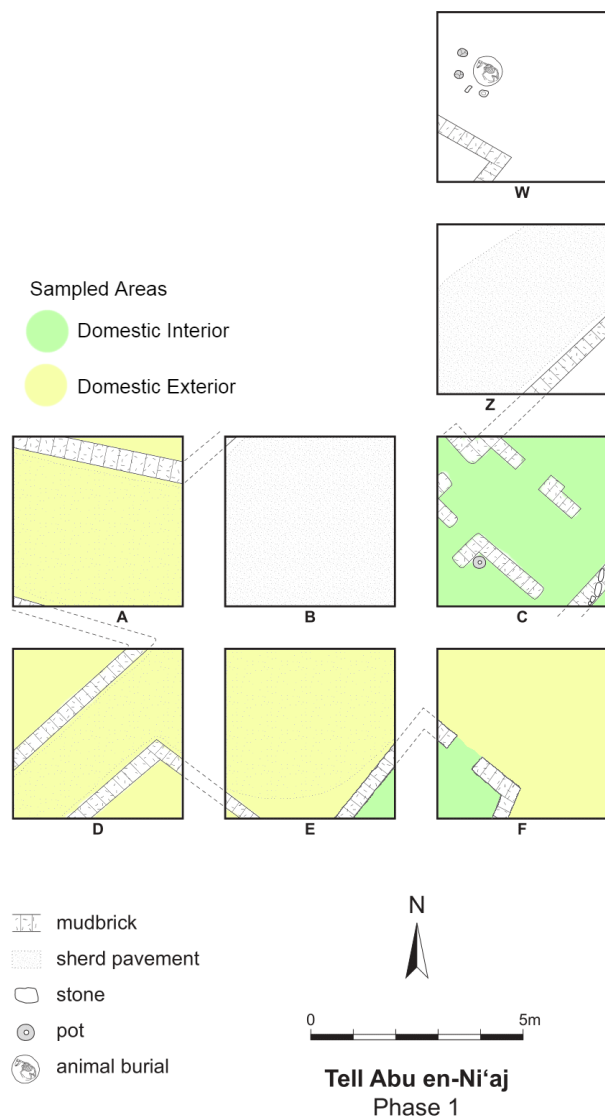 W
Sampled Areas
Domestic Interior
Domestic Exterior
Z
A
B
C
D
E
F
mudbrick
sherd pavement
stone
pot
animal burial
N
0 5m
Tell Abu en-Ni‘aj
Phase 1